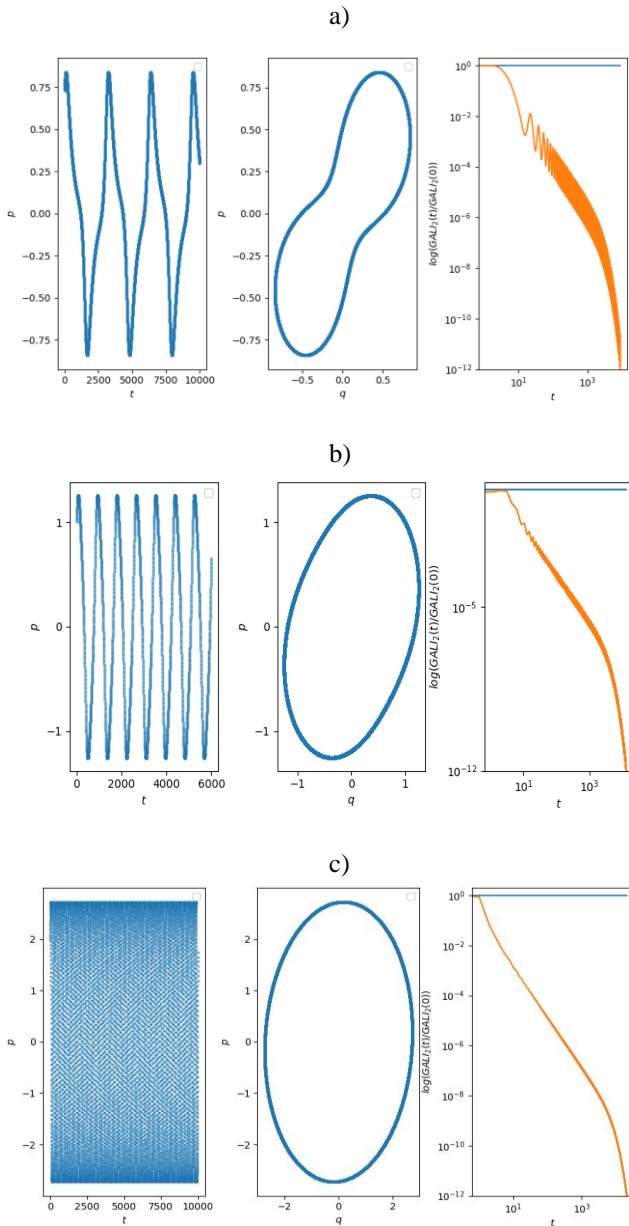 a)
0.75
0.50
0.25
0.00
−0.25
−0.50
−0.75
p
0 2500 5000 7500 10000
t
0.75
0.50
0.25
0.00
−0.25
−0.50
−0.75
p
−0.5 0.0 0.5
q
10^0
10^−2
10^−4
10^−6
10^−8
10^−10
10^−12
log(GALI_2(t)/GALI_2(0))
10^1 10^3
t
b)
1
0
−1
p
0 2000 4000 6000
t
1
0
−1
p
−1 0 1
q
10^−5
10^−12
log(GALI_2(t)/GALI_2(0))
10^1 10^3
t
c)
2
1
0
−1
−2
p
0 2500 5000 7500 10000
t
2
1
0
−1
−2
p
−2 0 2
q
10^0
10^−2
10^−4
10^−6
10^−8
10^−10
10^−12
log(GALI_2(t)/GALI_2(0))
10^1 10^3
t